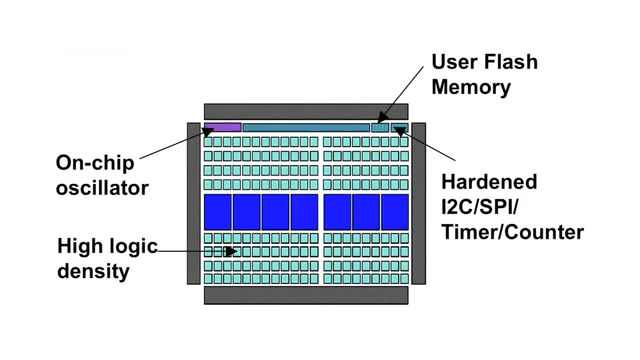 User Flash
Memory
On-chip
oscillator
Hardened
I2C/SPI/
Timer/Counter
High logic
density